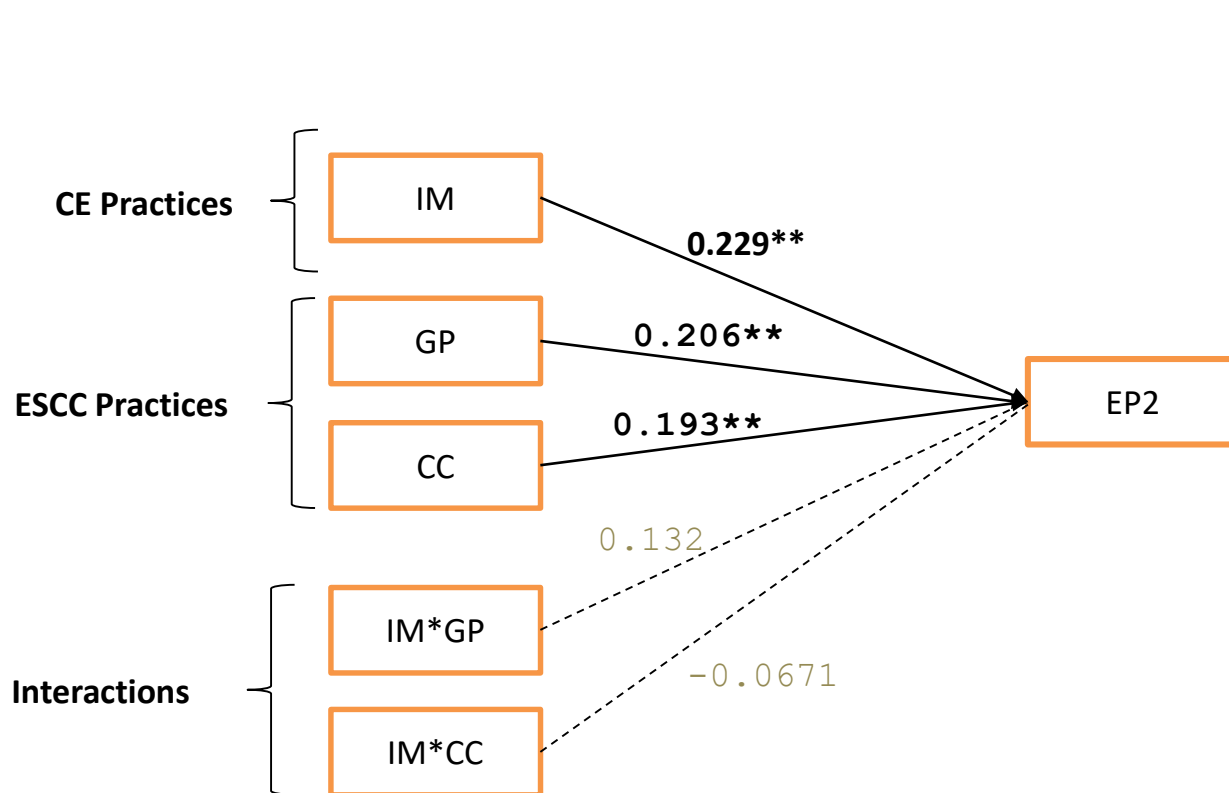 CE Practices
IM
0.229**
GP
0.206**
ESCC Practices
EP2
CC
0.193**
0.132
IM*GP
Interactions
-0.0671
IM*CC